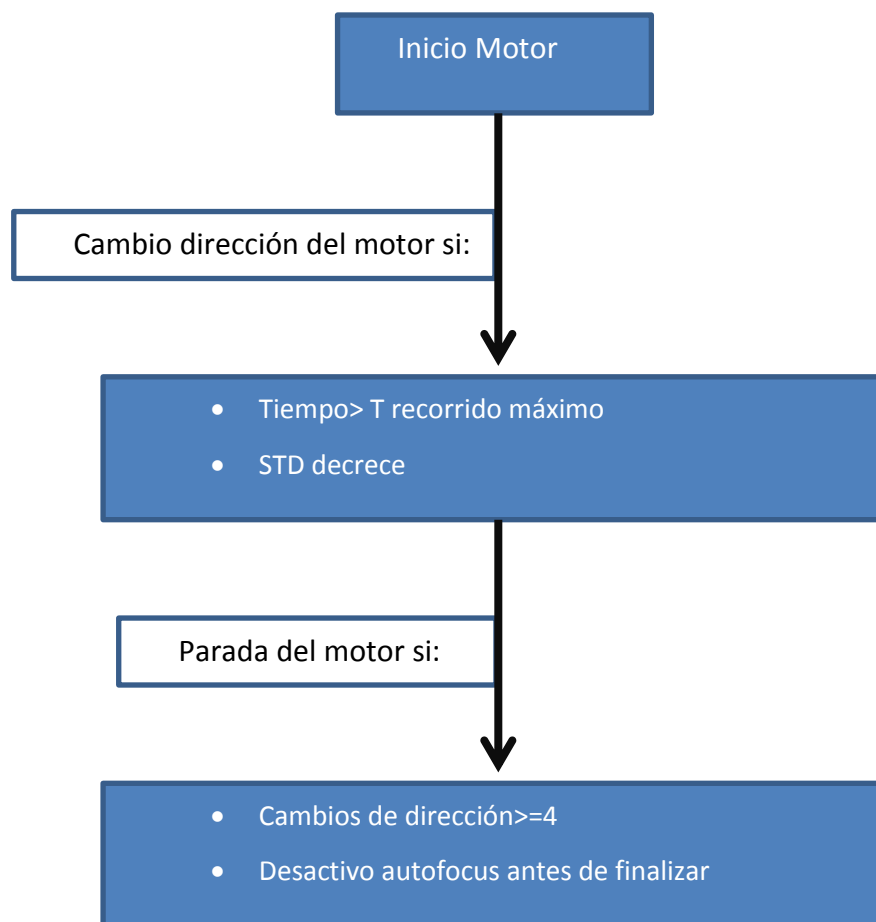 Inicio Motor
Cambio dirección del motor si:
• Tiempo> T recorrido máximo
• STD decrece
Parada del motor si:
• Cambios de dirección>=4
• Desactivo autofocus antes de finalizar